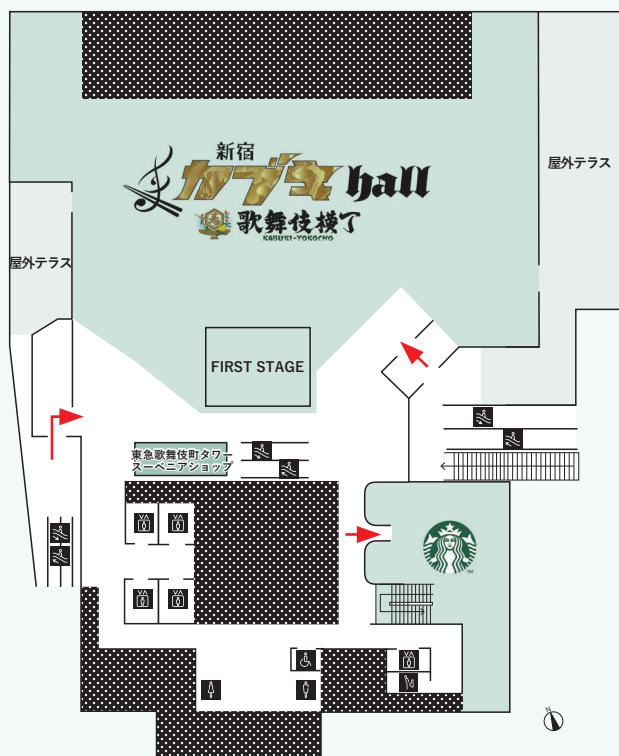 新宿
カブキhall
歌舞伎横丁
KABUKI-YOKOCHO
屋外テラス
屋外テラス
FIRST STAGE
東急歌舞伎町タワー
スーベニアショップ
TM
N